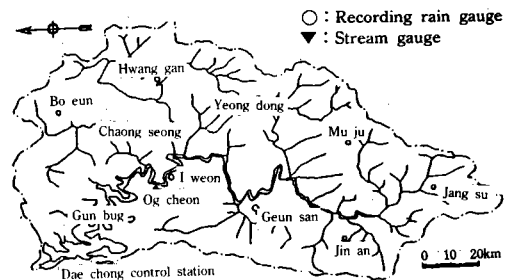 ○ : Recording rain gauge
▼ : Stream gauge
Hwang gan
Bo eun
Yeong dong
Chaong seong
Mu ju
I weon
Jang su
Og cheon
Gun bug
Geun san
Jin an
0 10 20km
Dae chong control station